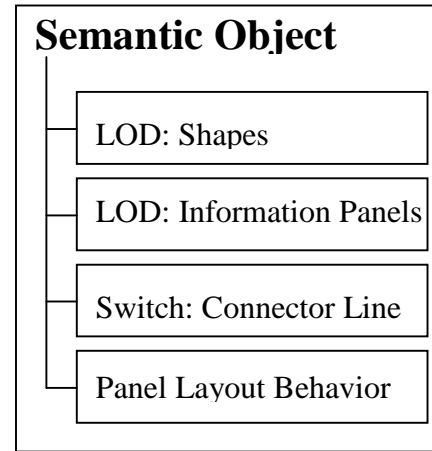 Semantic Object
LOD: Shapes
LOD: Information Panels
Switch: Connector Line
Panel Layout Behavior